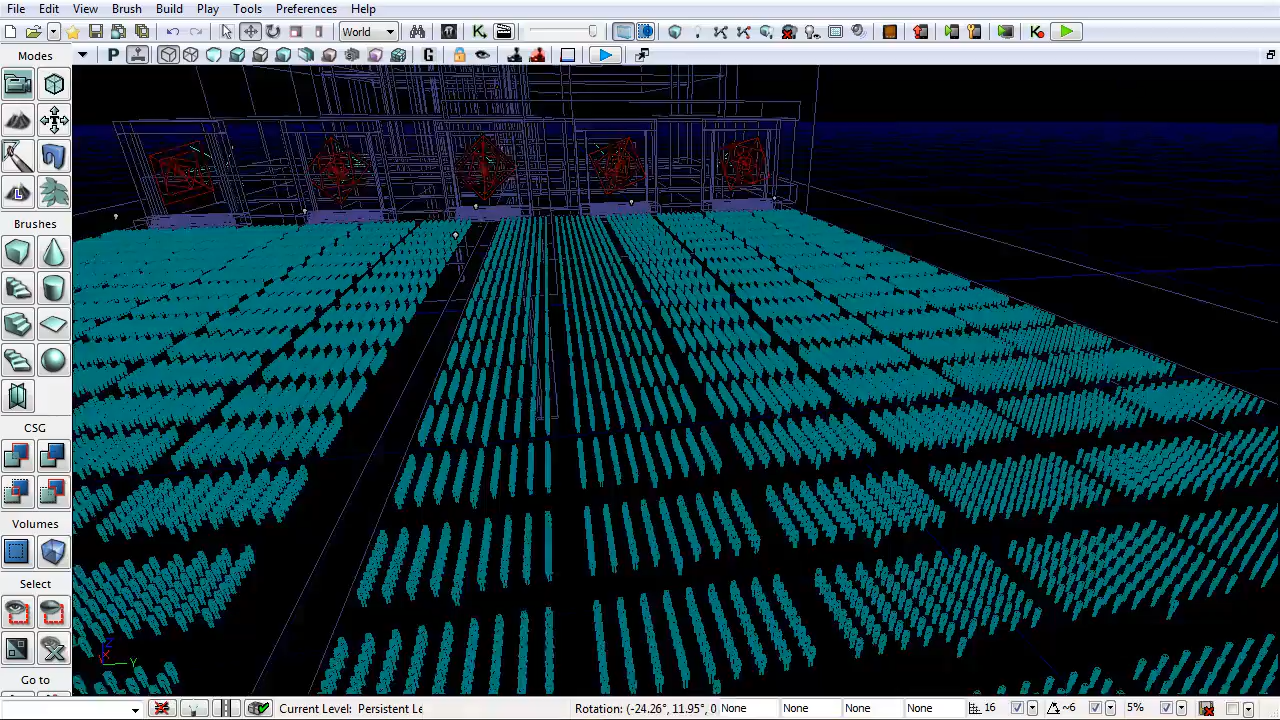 File Edit View Brush Build Play Tools Preferences Help
World
P G
Modes
L
Brushes
CSG
Volumes
Select
Go to
Z
Y
Current Level: Persistent Le
Rotation: (-24.26°, 11.95°, 0
None None None None
16 ~6 5%